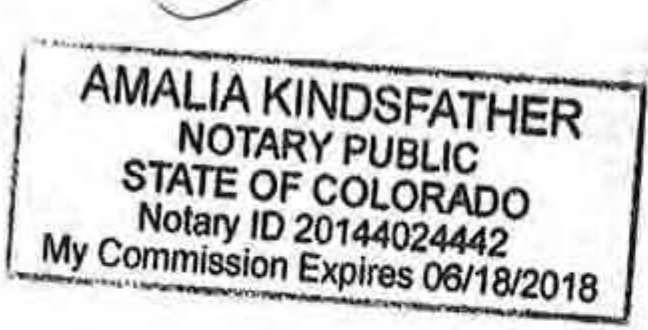 AMALIA KINDSFATHER
NOTARY PUBLIC
STATE OF COLORADO
Notary ID 20144024442
My Commission Expires 06/18/2018